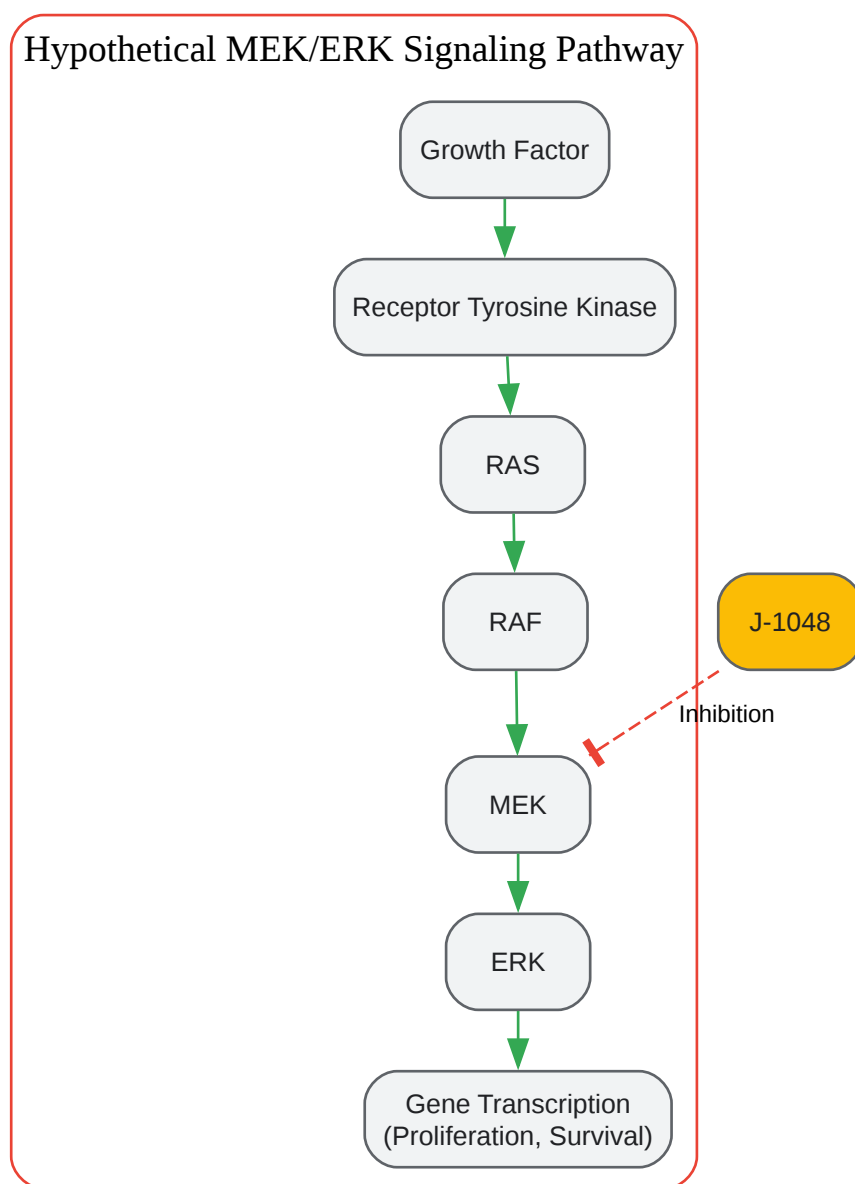 Hypothetical MEK/ERK Signaling Pathway
Growth Factor
Receptor Tyrosine Kinase
RAS
RAF
J-1048
Inhibition
MEK
ERK
Gene Transcription
(Proliferation, Survival)